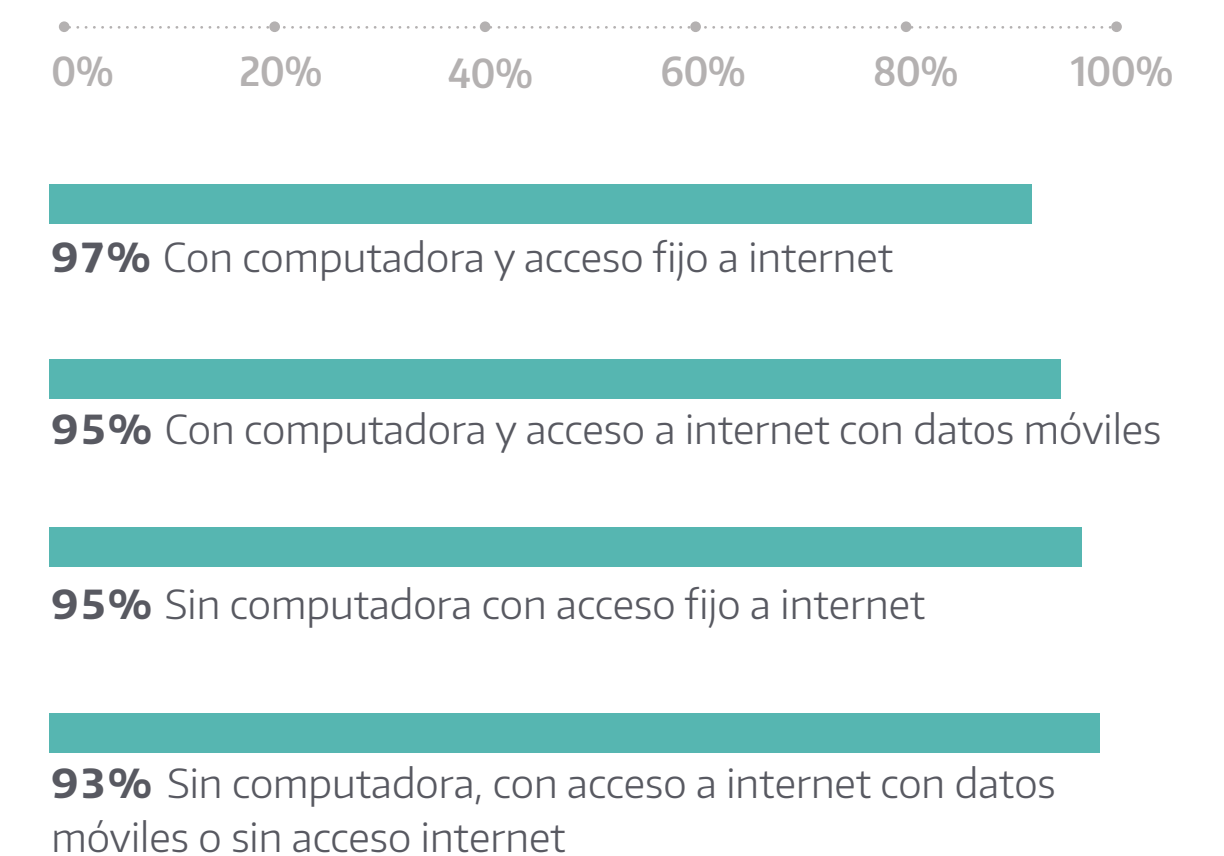 0% 20% 40% 60% 80% 100%
97% Con computadora y acceso fijo a internet
95% Con computadora y acceso a internet con datos móviles
95% Sin computadora con acceso fijo a internet
93% Sin computadora, con acceso a internet con datos
móviles o sin acceso internet